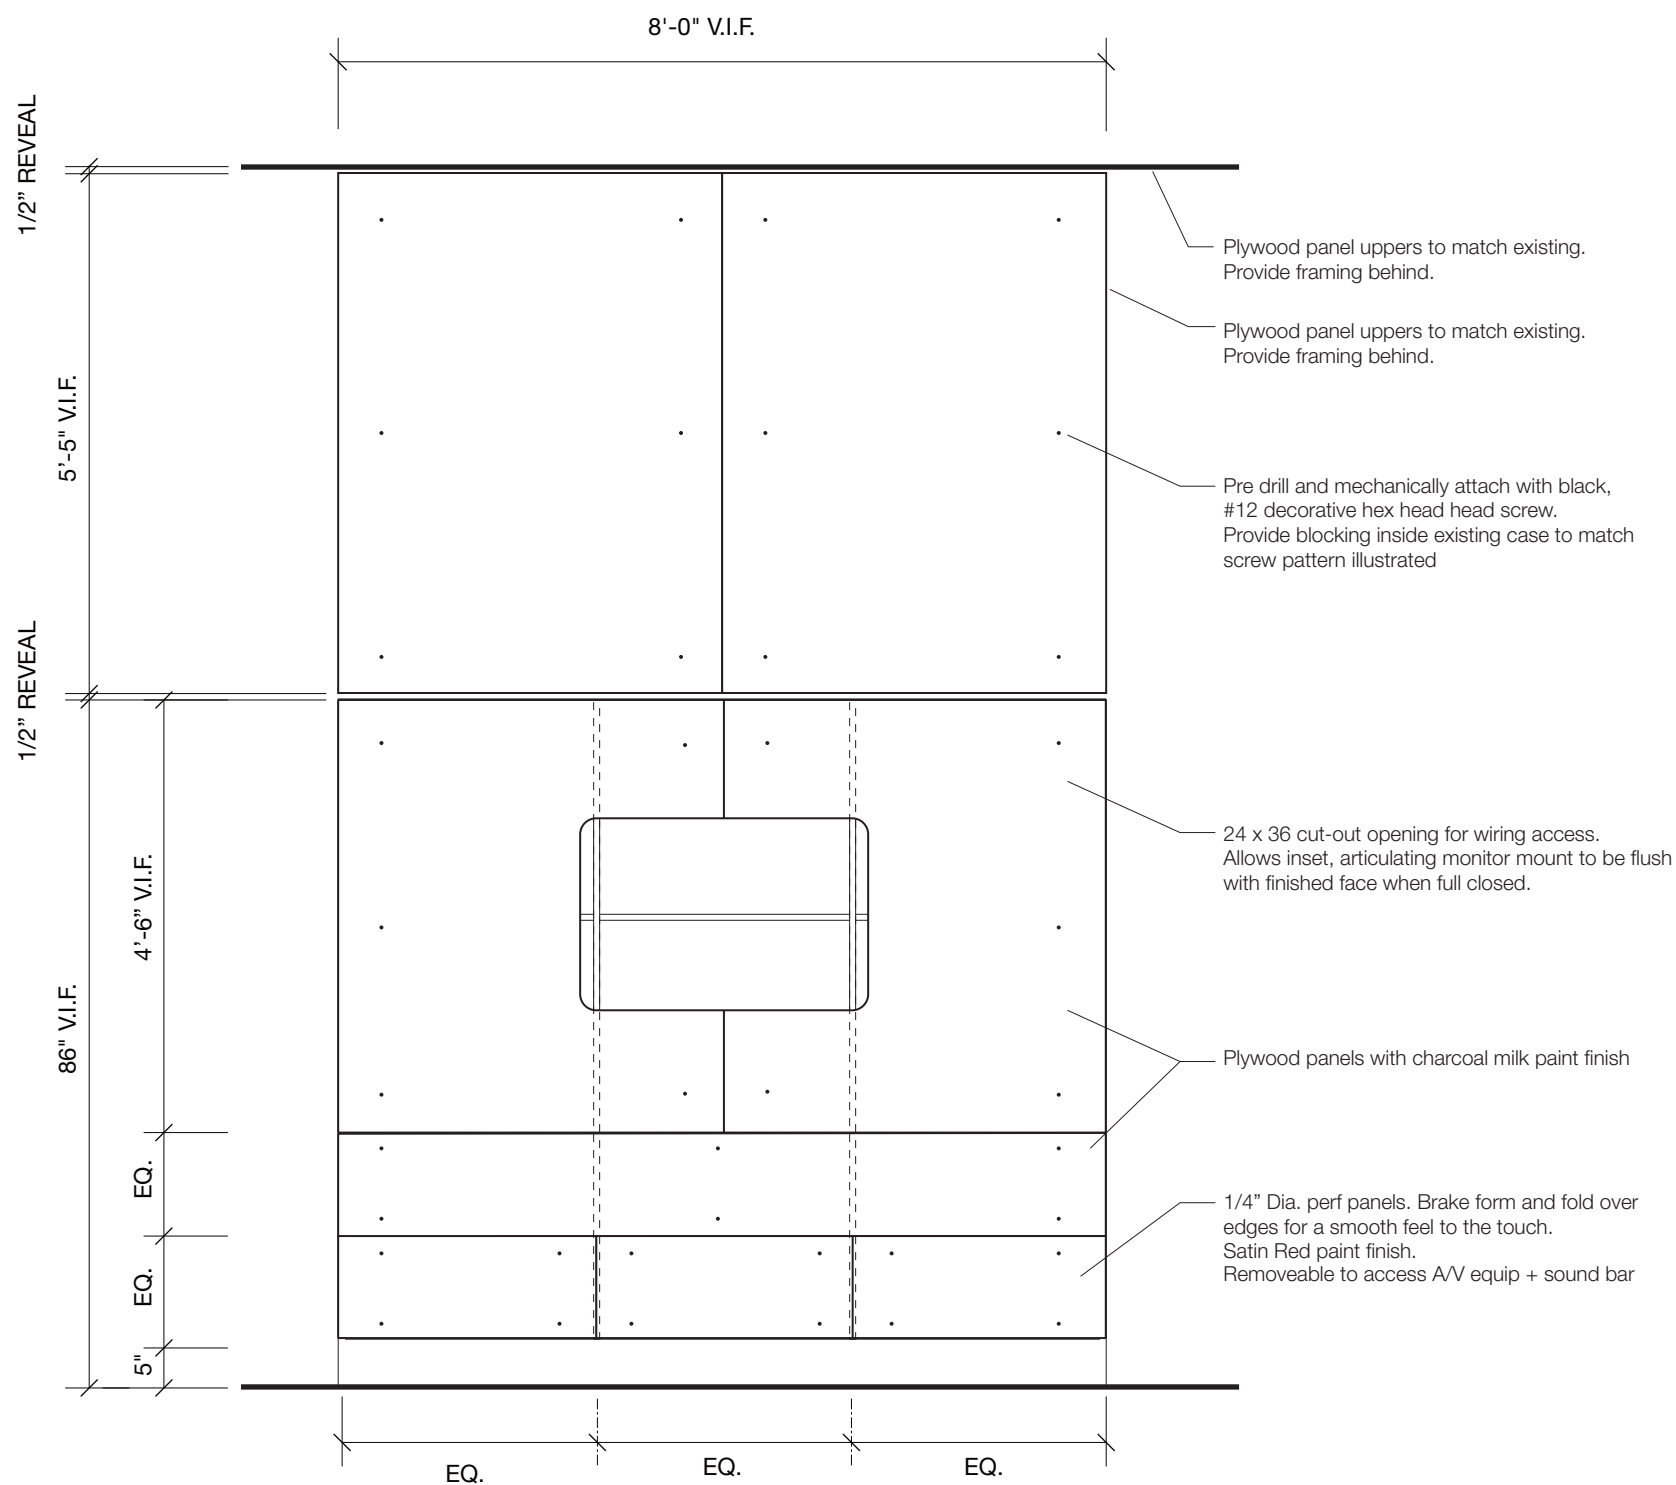 8'-0" V.I.F.
1/2” REVEAL
Plywood panel uppers to match existing.
Provide framing behind.
Plywood panel uppers to match existing.
Provide framing behind.
5’-5" V.I.F.
Pre drill and mechanically attach with black,
#12 decorative hex head head screw.
Provide blocking inside existing case to match
screw pattern illustrated
1/2” REVEAL
24 x 36 cut-out opening for wiring access.
Allows inset, articulating monitor mount to be flush
with finished face when full closed.
4’-6” V.I.F.
86" V.I.F.
Plywood panels with charcoal milk paint finish
EQ.
1/4” Dia. perf panels. Brake form and fold over
edges for a smooth feel to the touch.
Satin Red paint finish.
Removeable to access A/V equip + sound bar
EQ.
5"
EQ.
EQ.
EQ.